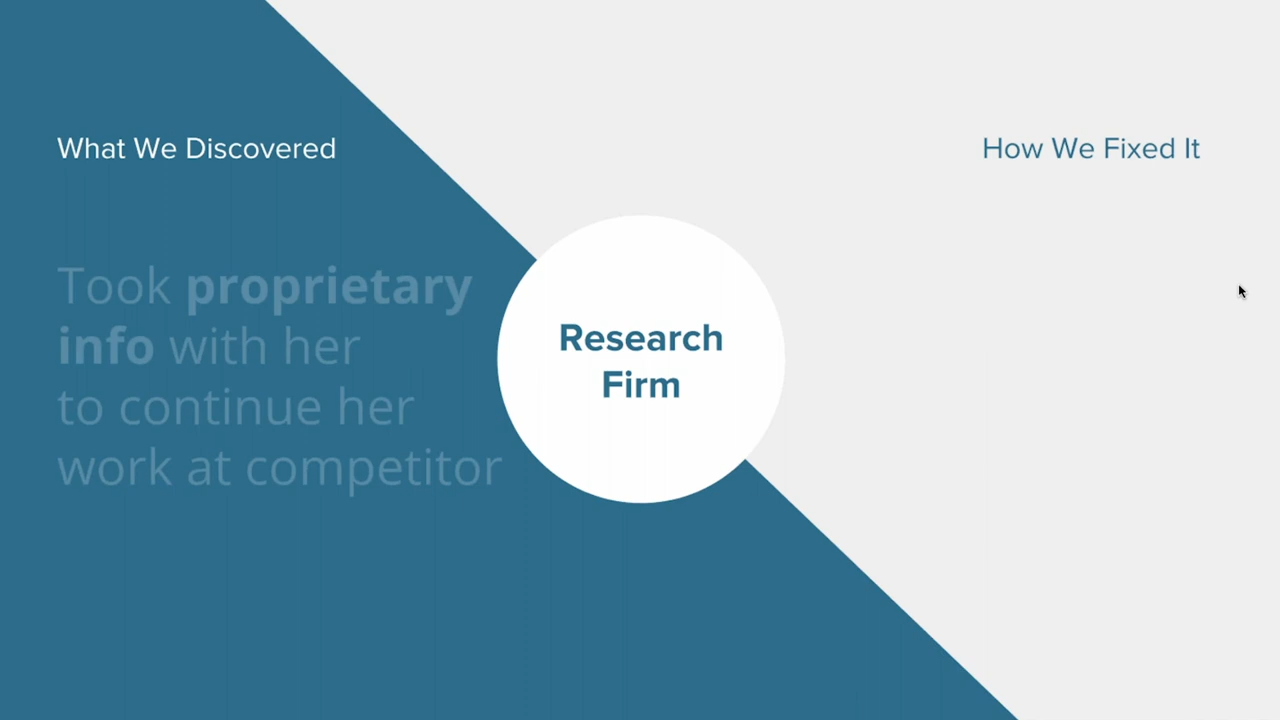 What We Discovered
How We Fixed It
Took proprietary
info with her
to continue her
work at competitor
Research
Firm